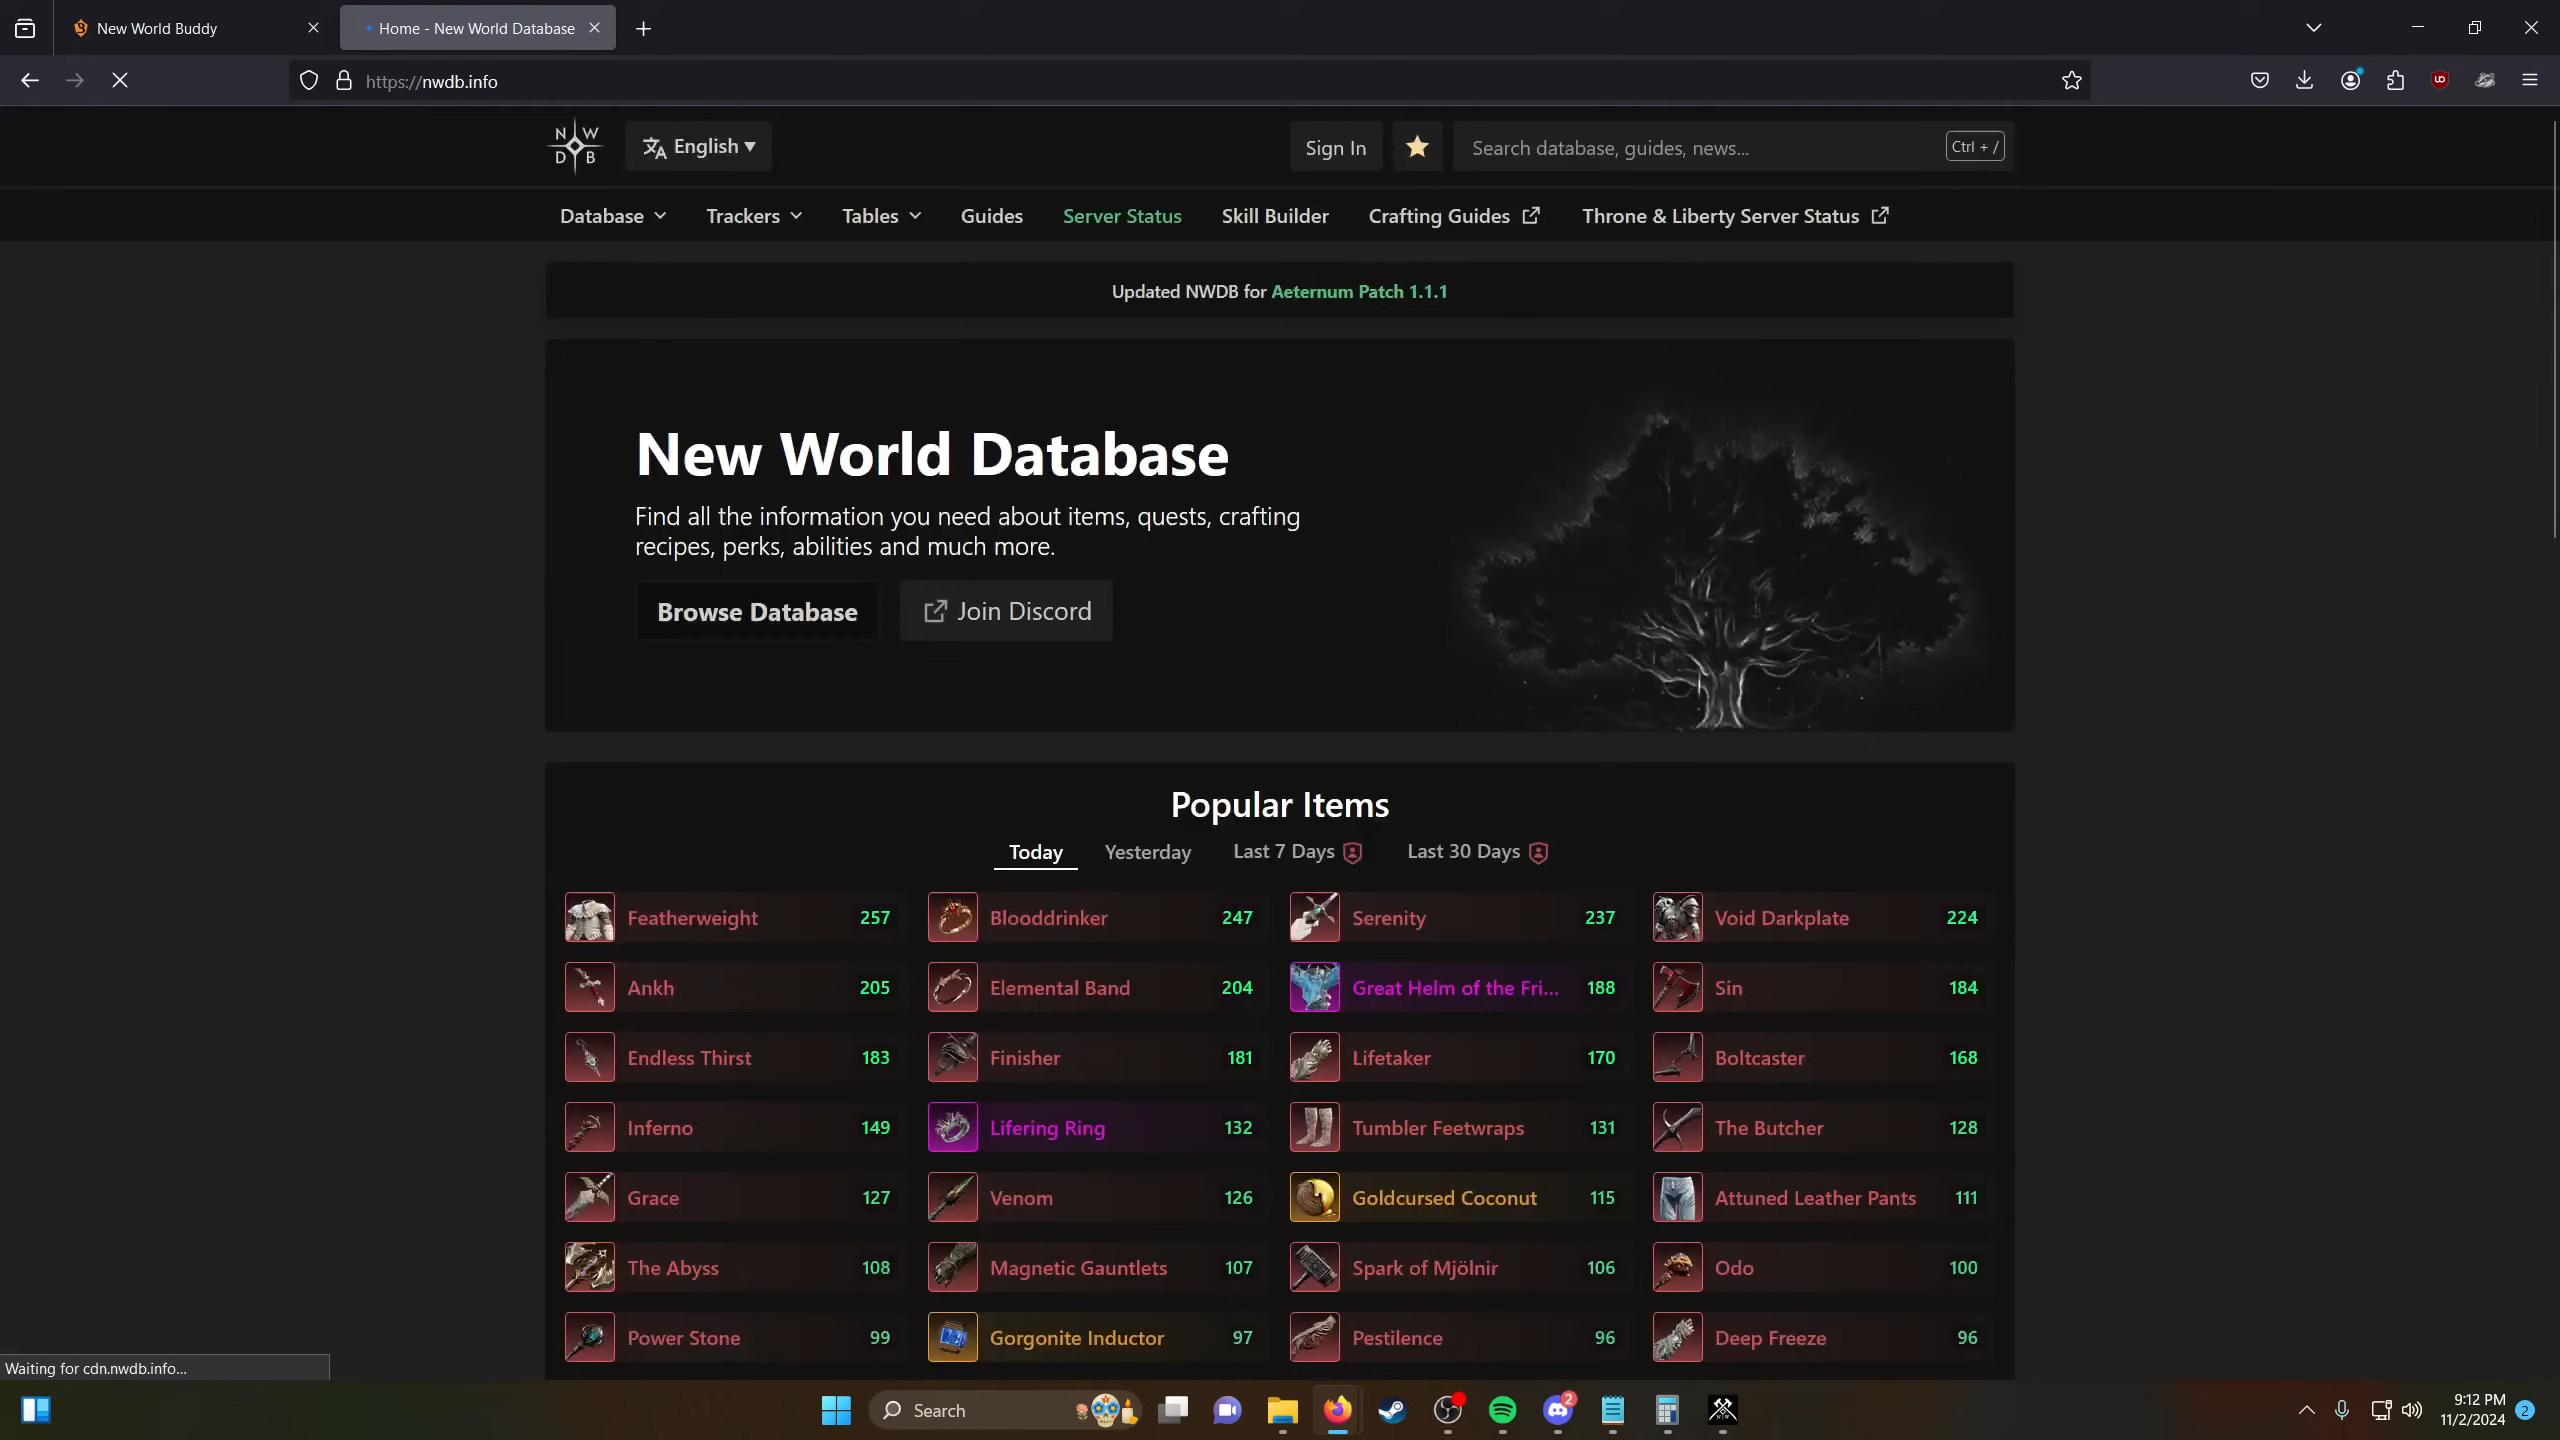 New World Buddy
Home - New World Database
https://nwdb.info
N W
D B
English
Sign In
Search database, guides, news...
Ctrl + /
Database
Trackers
Tables
Guides
Server Status
Skill Builder
Crafting Guides
Throne & Liberty Server Status
Updated NWDB for Aeternum Patch 1.1.1
New World Database
Find all the information you need about items, quests, crafting
recipes, perks, abilities and much more.
Browse Database
Join Discord
Popular Items
Today
Yesterday
Last 7 Days
Last 30 Days
Featherweight 257
Blooddrinker 247
Serenity 237
Void Darkplate 224
Ankh 205
Elemental Band 204
Great Helm of the Fri... 188
Sin 184
Endless Thirst 183
Finisher 181
Lifetaker 170
Boltcaster 168
Inferno 149
Lifering Ring 132
Tumbler Feetwraps 131
The Butcher 128
Grace 127
Venom 126
Goldcursed Coconut 115
Attuned Leather Pants 111
The Abyss 108
Magnetic Gauntlets 107
Spark of Mjölnir 106
Odo 100
Power Stone 99
Gorgonite Inductor 97
Pestilence 96
Deep Freeze 96
Waiting for cdn.nwdb.info...
Search
2
9:12 PM
11/2/2024
2